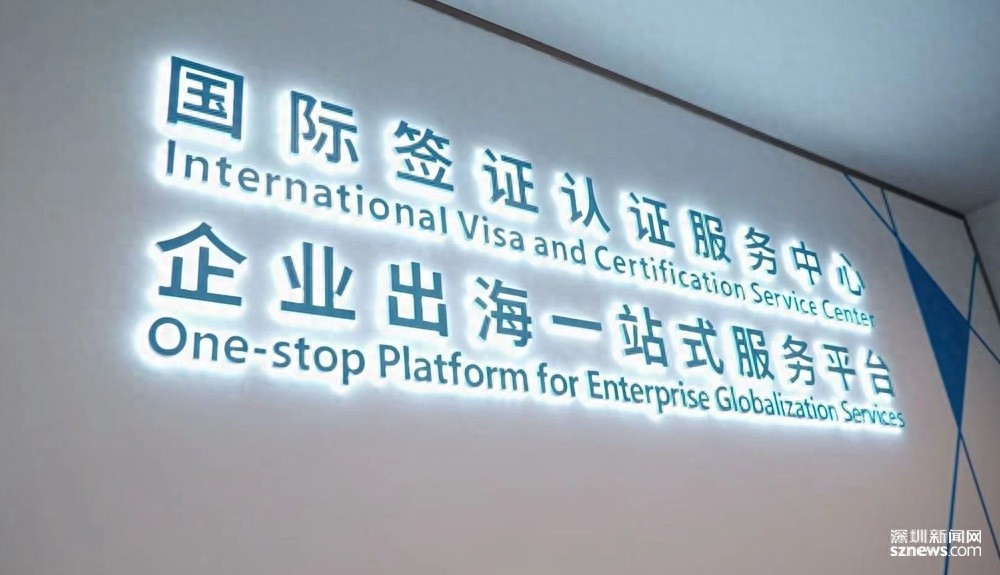 国际签证认证服务中心
International Visa and Certification Service Center
企业出海一站式服务平台
One-stop Platform for Enterprise Globalization Services
深圳新闻网
sznews.com